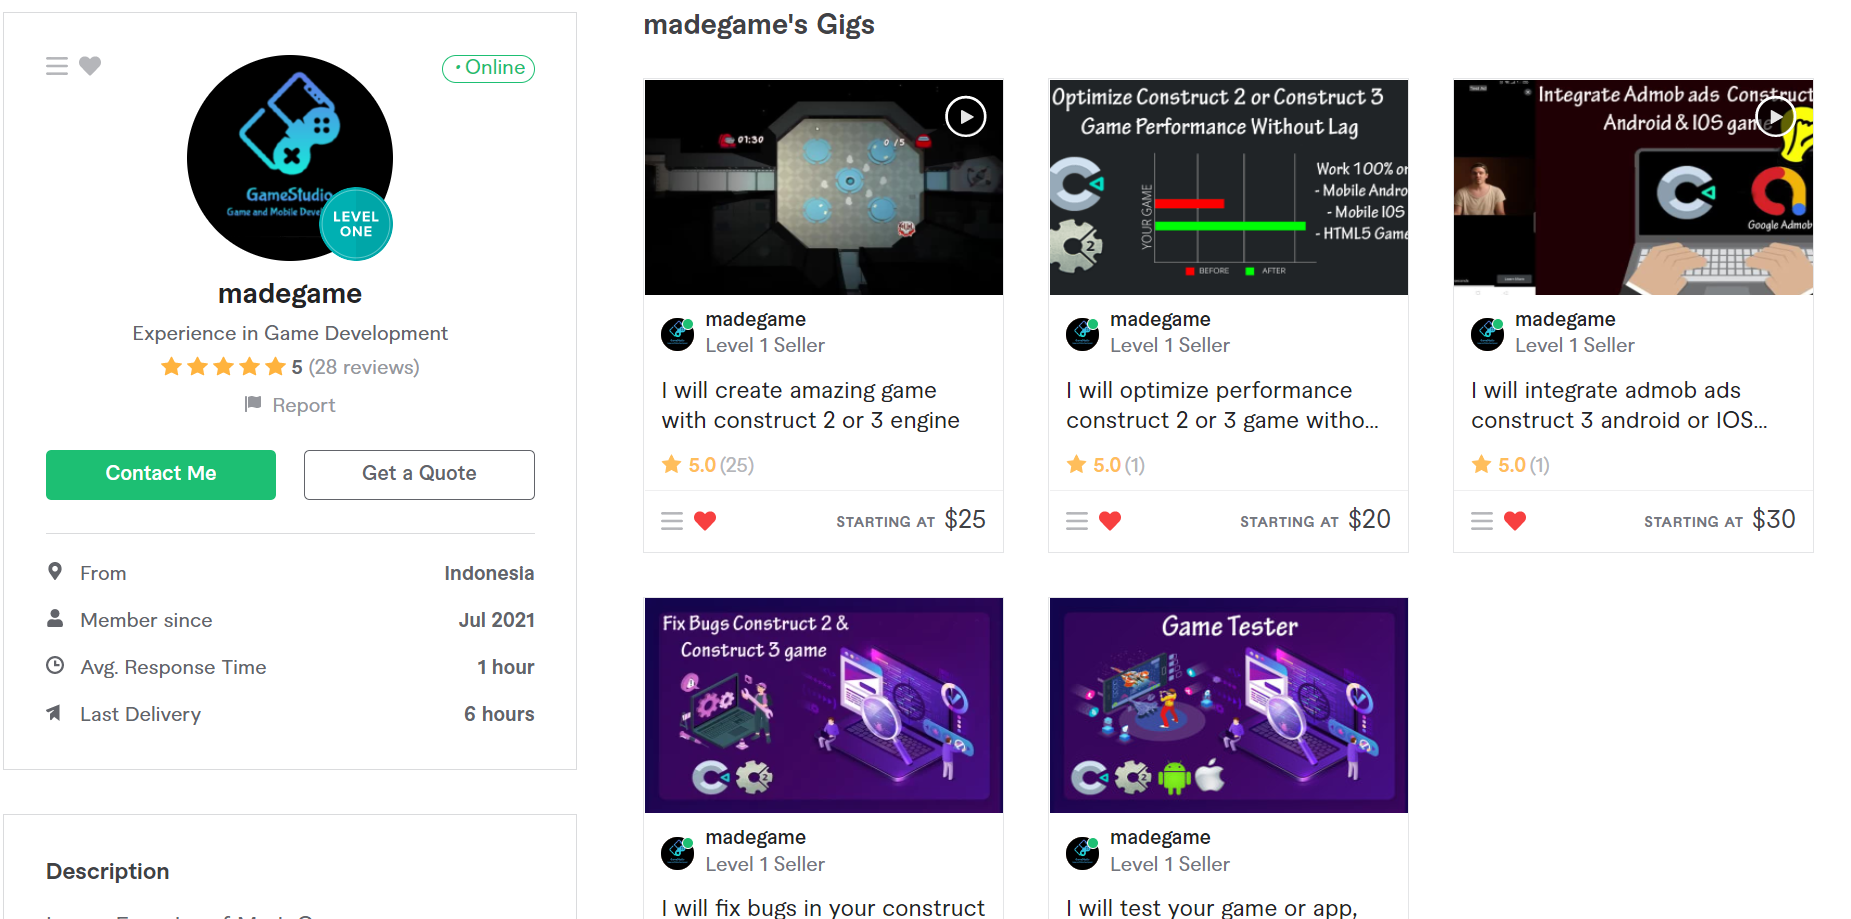 • Online
GameStudio
LEVEL
ONE
madegame
Experience in Game Development
5 (28 reviews)
Report
Contact Me
Get a Quote
From Indonesia
Member since Jul 2021
Avg. Response Time 1 hour
Last Delivery 6 hours
Description
madegame's Gigs
01:30
0 / 5
madegame
Level 1 Seller
I will create amazing game
with construct 2 or 3 engine
5.0 (25)
STARTING AT $25
Optimize Construct 2 or Construct 3
Game Performance Without Lag
Work 100% or
- Mobile Andro
- Mobile IOS
- HTML5 Game
YOUR GAME
2
BEFORE
AFTER
madegame
Level 1 Seller
I will optimize performance
construct 2 or 3 game witho...
5.0 (1)
STARTING AT $20
Integrate Admob ads Construct
Android & IOS game
Google Admob
madegame
Level 1 Seller
I will integrate admob ads
construct 3 android or IOS...
5.0 (1)
STARTING AT $30
Fix Bugs Construct 2 &
Construct 3 game
2
madegame
Level 1 Seller
I will fix bugs in your construct
Game Tester
2
madegame
Level 1 Seller
I will test your game or app,